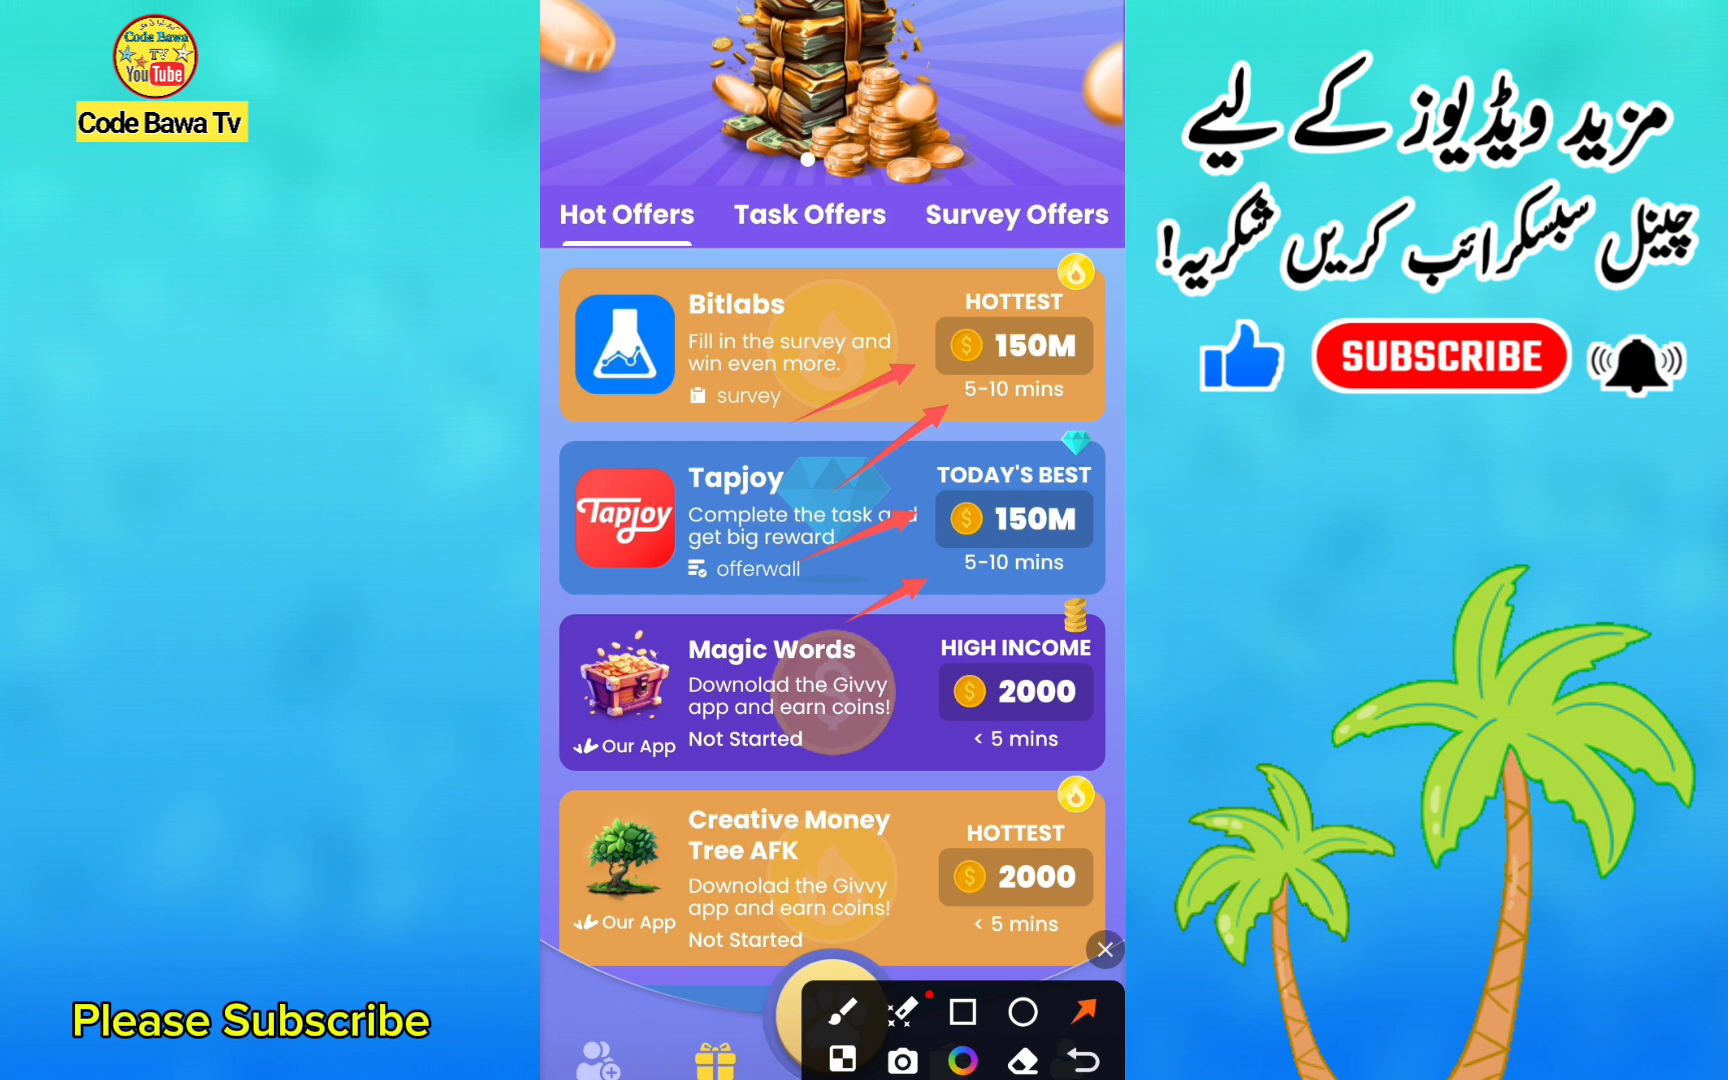 Code Bawa
TV
YouTube
Code Bawa Tv
Hot Offers
Task Offers
Survey Offers
Bitlabs
Fill in the survey and
win even more.
survey
HOTTEST
$ 150M
5-10 mins
Tapjoy
Tapjoy
Complete the task and
get big reward.
offerwall
TODAY'S BEST
$ 150M
5-10 mins
Magic Words
Downolad the Givvy
app and earn coins!
Our App
Not Started
HIGH INCOME
$ 2000
< 5 mins
Creative Money
Tree AFK
Downolad the Givvy
app and earn coins!
Our App
Not Started
HOTTEST
$ 2000
< 5 mins
مزید ویڈیوز کے لیے
چینل سبسکرائب کریں شکریہ!
SUBSCRIBE
Please Subscribe